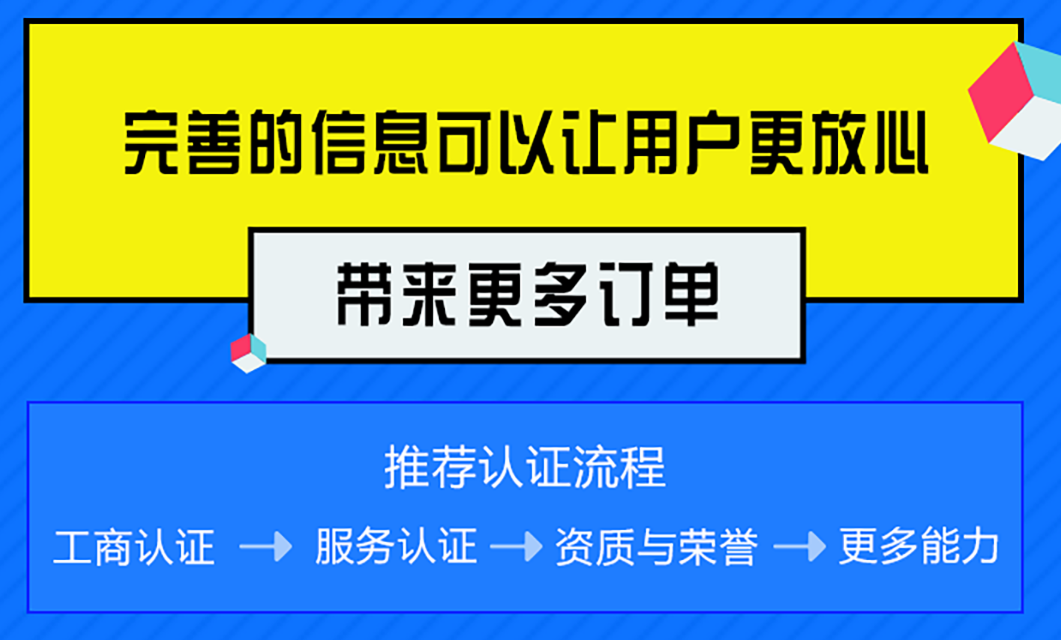 完善的信息可以让用户更放心
带来更多订单
推荐认证流程
工商认证 → 服务认证 → 资质与荣誉 → 更多能力